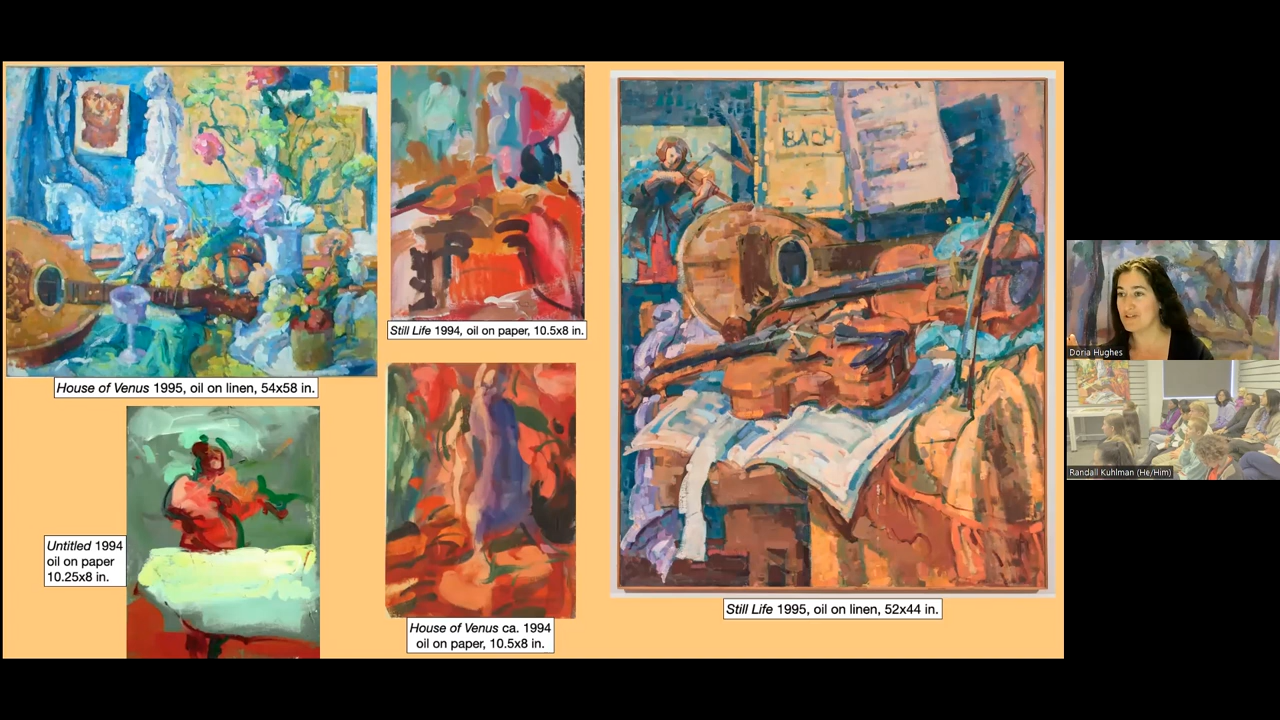 BACH
House of Venus 1995, oil on linen, 54x58 in.
Still Life 1994, oil on paper, 10.5x8 in.
Untitled 1994
oil on paper
10.25x8 in.
House of Venus ca. 1994
oil on paper, 10.5x8 in.
Still Life 1995, oil on linen, 52x44 in.
Doria Hughes
Randall Kuhlman (He/Him)